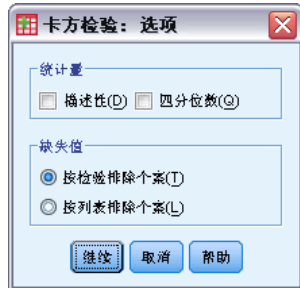 卡方检验：选项
统计量
描述性(D) 四分位数(Q)
缺失值
按检验排除个案(T)
按列表排除个案(L)
继续 取消 帮助